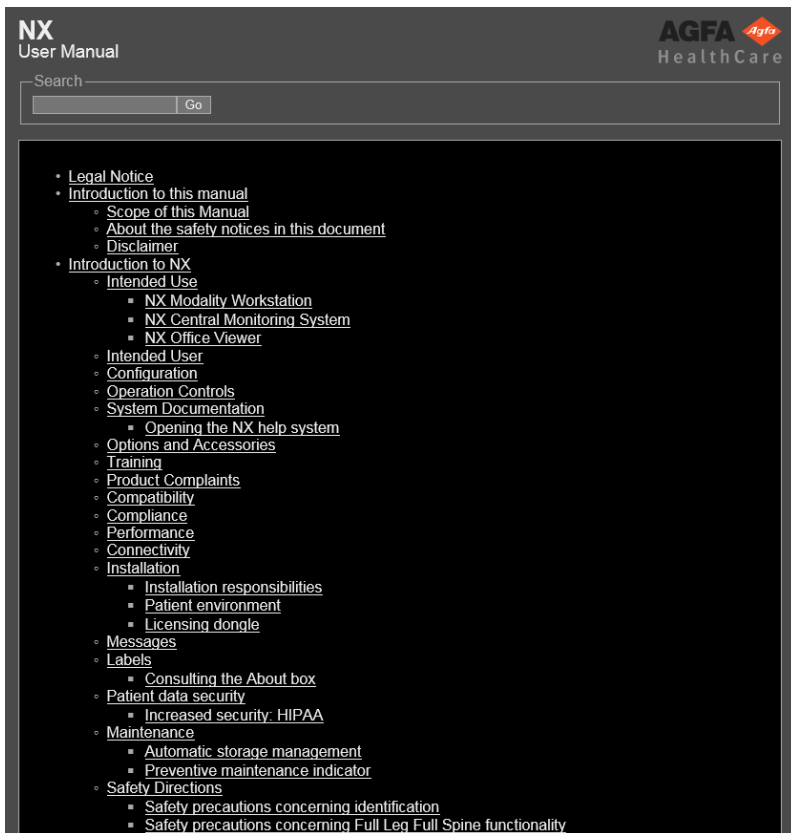 NX
User Manual
AGFA Agfa
HealthCare
Search
Go
• Legal Notice
• Introduction to this manual
◦ Scope of this Manual
◦ About the safety notices in this document
◦ Disclaimer
• Introduction to NX
◦ Intended Use
▪ NX Modality Workstation
▪ NX Central Monitoring System
▪ NX Office Viewer
◦ Intended User
◦ Configuration
◦ Operation Controls
◦ System Documentation
▪ Opening the NX help system
◦ Options and Accessories
◦ Training
◦ Product Complaints
◦ Compatibility
◦ Compliance
◦ Performance
◦ Connectivity
◦ Installation
▪ Installation responsibilities
▪ Patient environment
▪ Licensing dongle
◦ Messages
◦ Labels
▪ Consulting the About box
◦ Patient data security
▪ Increased security: HIPAA
◦ Maintenance
▪ Automatic storage management
▪ Preventive maintenance indicator
◦ Safety Directions
▪ Safety precautions concerning identification
▪ Safety precautions concerning Full Leg Full Spine functionality